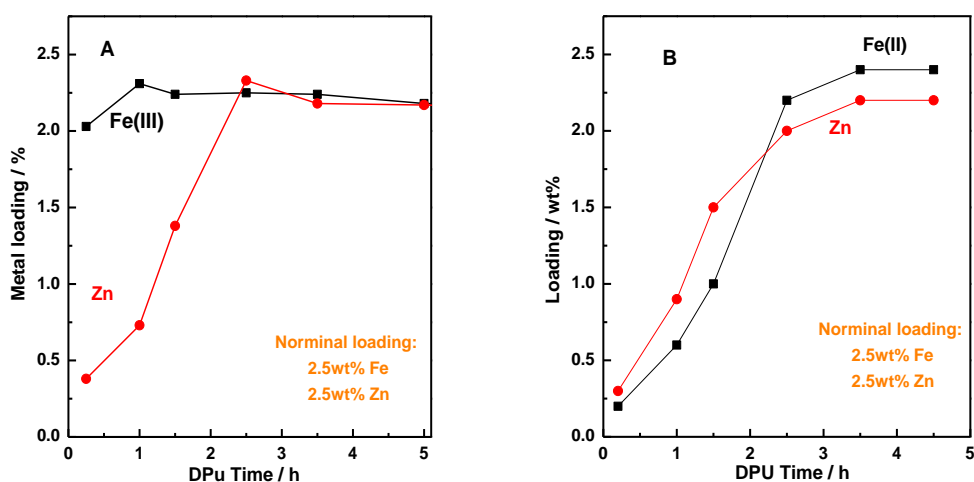 A
Fe(III)
Zn
Norminal loading:
2.5wt% Fe
2.5wt% Zn
Metal loading / %
2.5
2.0
1.5
1.0
0.5
0.0
0 1 2 3 4 5
DPu Time / h
B
Fe(II)
Zn
Norminal loading:
2.5wt% Fe
2.5wt% Zn
Loading / wt%
2.5
2.0
1.5
1.0
0.5
0.0
0 1 2 3 4 5
DPU Time / h